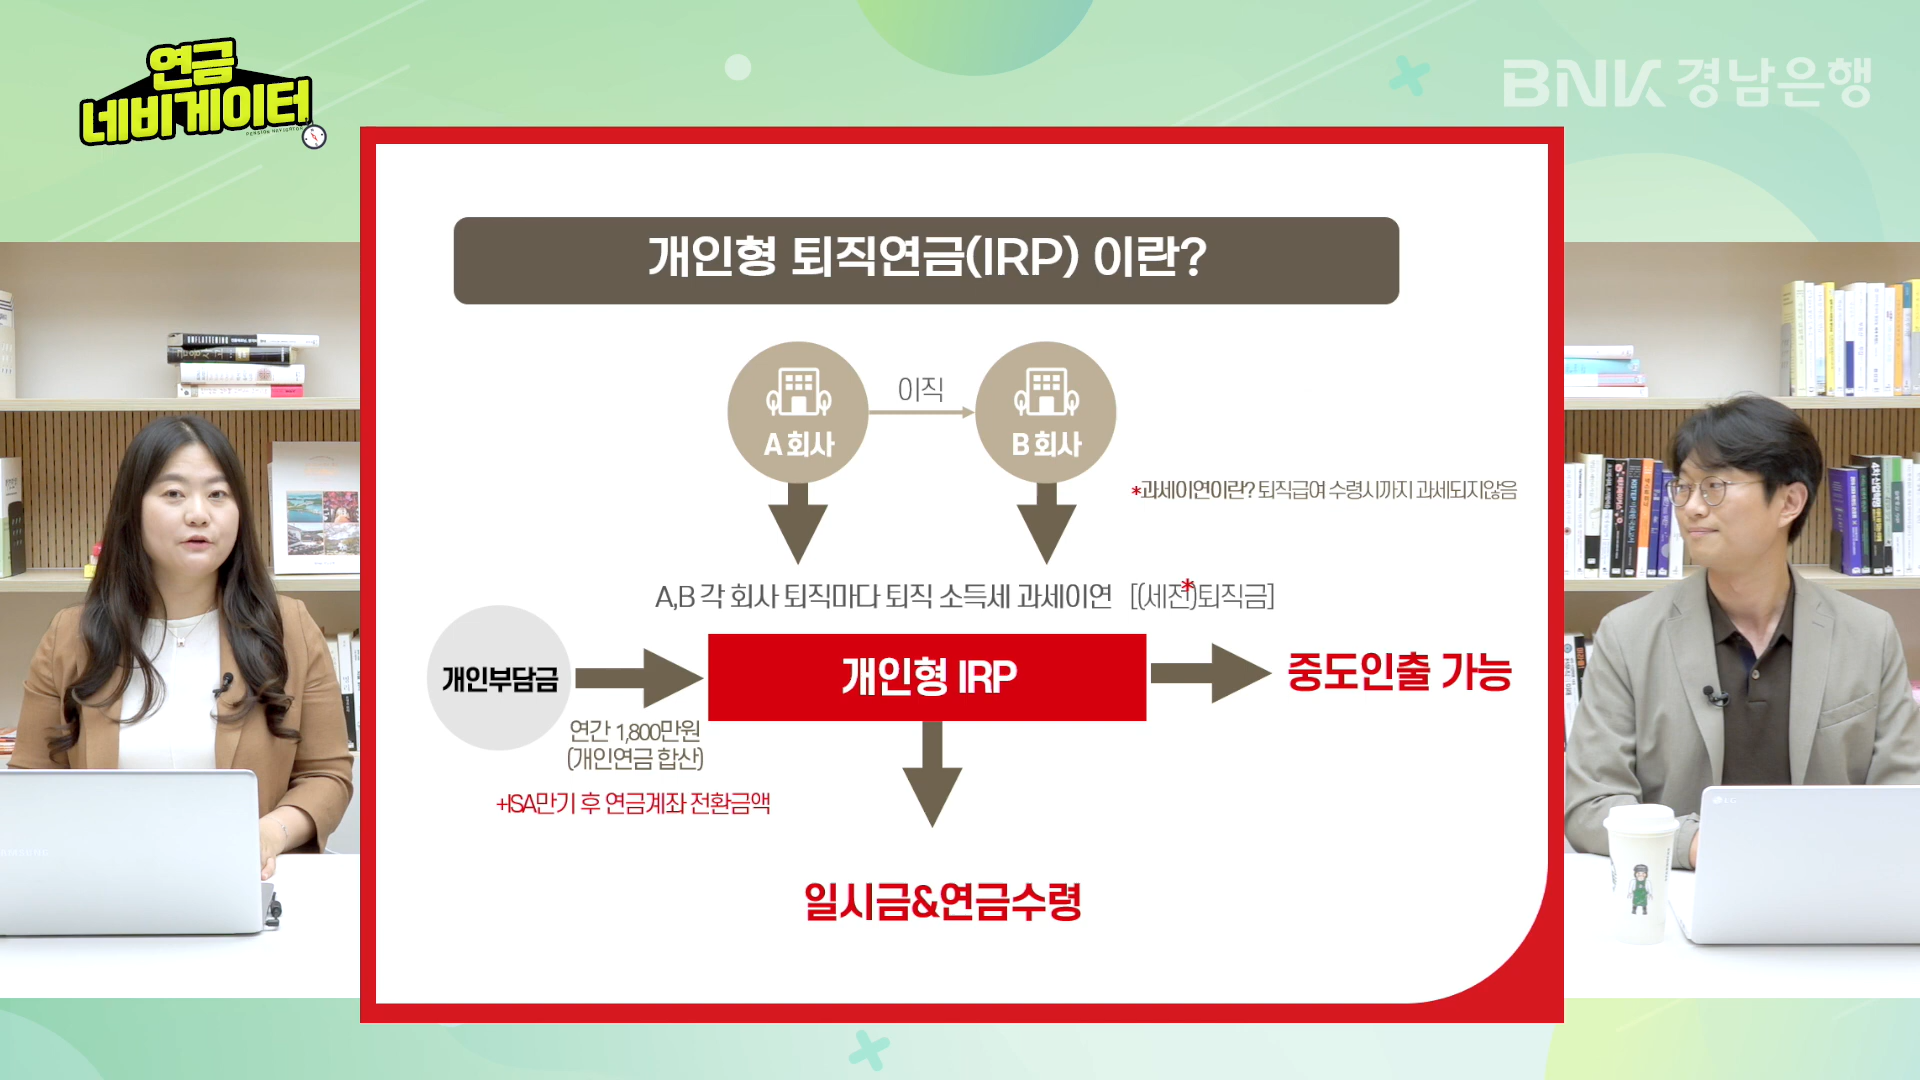 연금
네비게이터
PENSION NAVIGATOR
BNK 경남은행
개인형 퇴직연금(IRP) 이란?
A 회사
이직
B 회사
*과세이연이란? 퇴직급여 수령시까지 과세되지않음
A,B 각 회사 퇴직마다 퇴직 소득세 과세이연 [(세전)*퇴직금]
개인부담금
개인형 IRP
중도인출 가능
연간 1,800만원
(개인연금 합산)
+ISA만기 후 연금계좌 전환금액
일시금&연금수령
LG